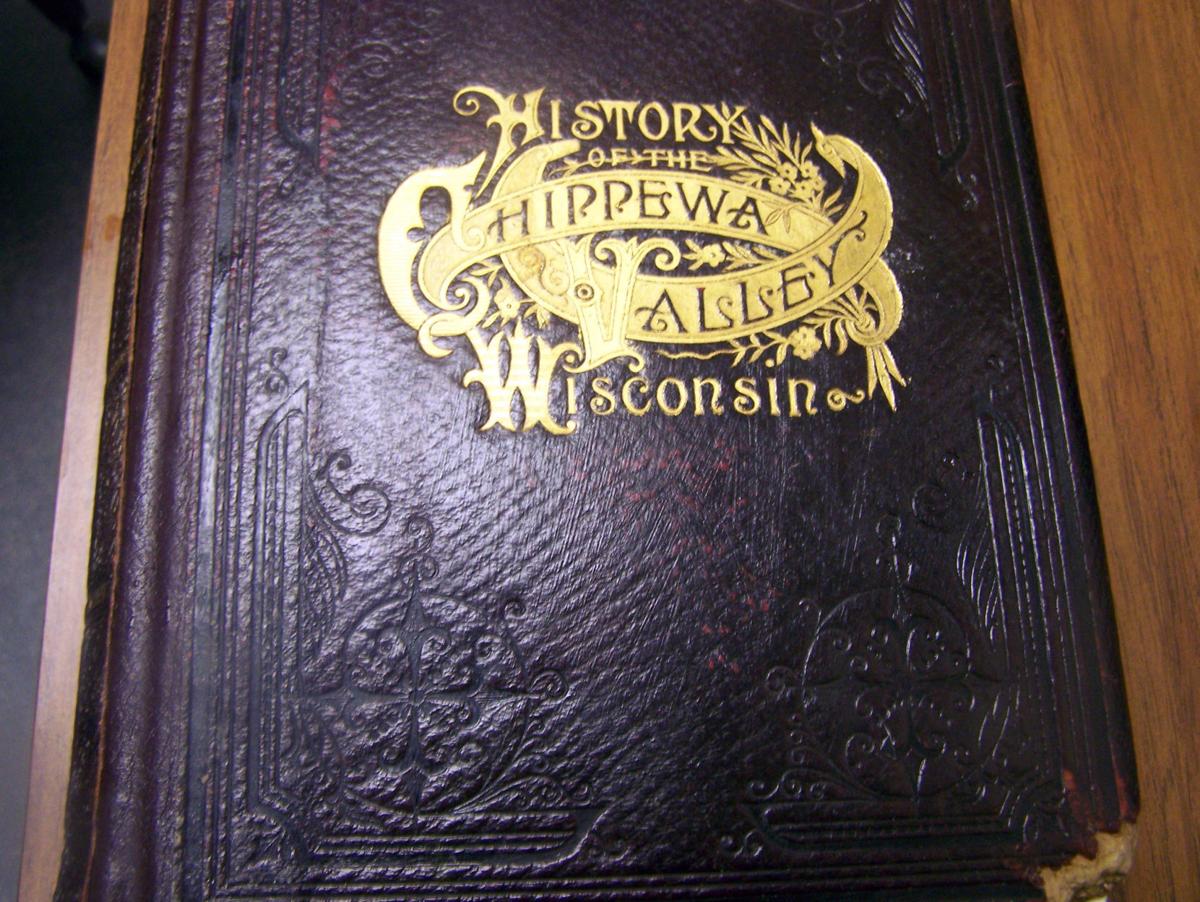 HISTORY
OF THE
CHIPPEWA
VALLEY
WISCONSIN